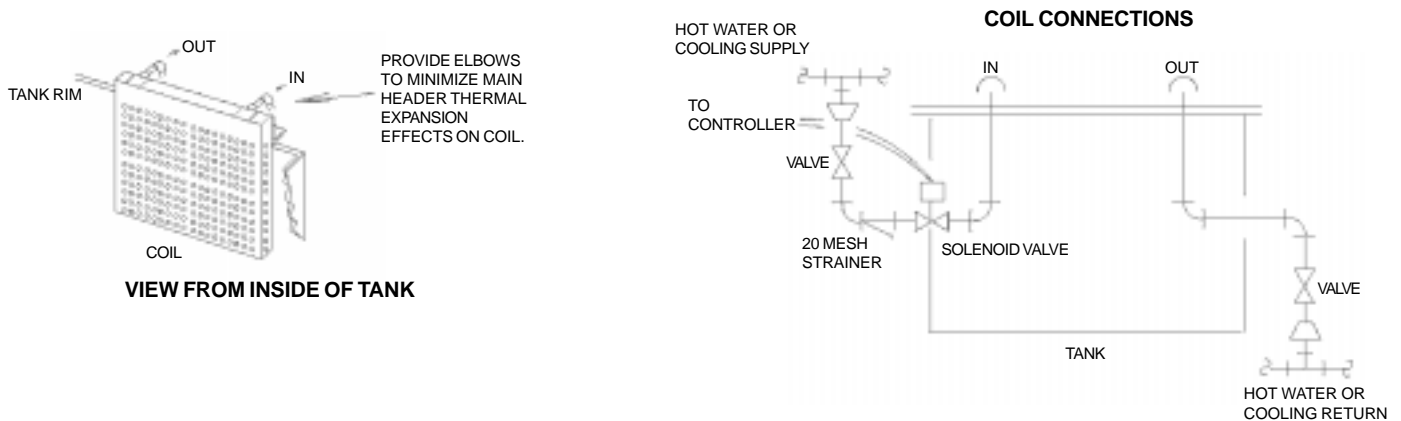 OUT
IN
TANK RIM
PROVIDE ELBOWS
TO MINIMIZE MAIN
HEADER THERMAL
EXPANSION
EFFECTS ON COIL.
COIL
VIEW FROM INSIDE OF TANK
COIL CONNECTIONS
HOT WATER OR
COOLING SUPPLY
IN
OUT
TO
CONTROLLER
VALVE
20 MESH
STRAINER
SOLENOID VALVE
VALVE
TANK
HOT WATER OR
COOLING RETURN